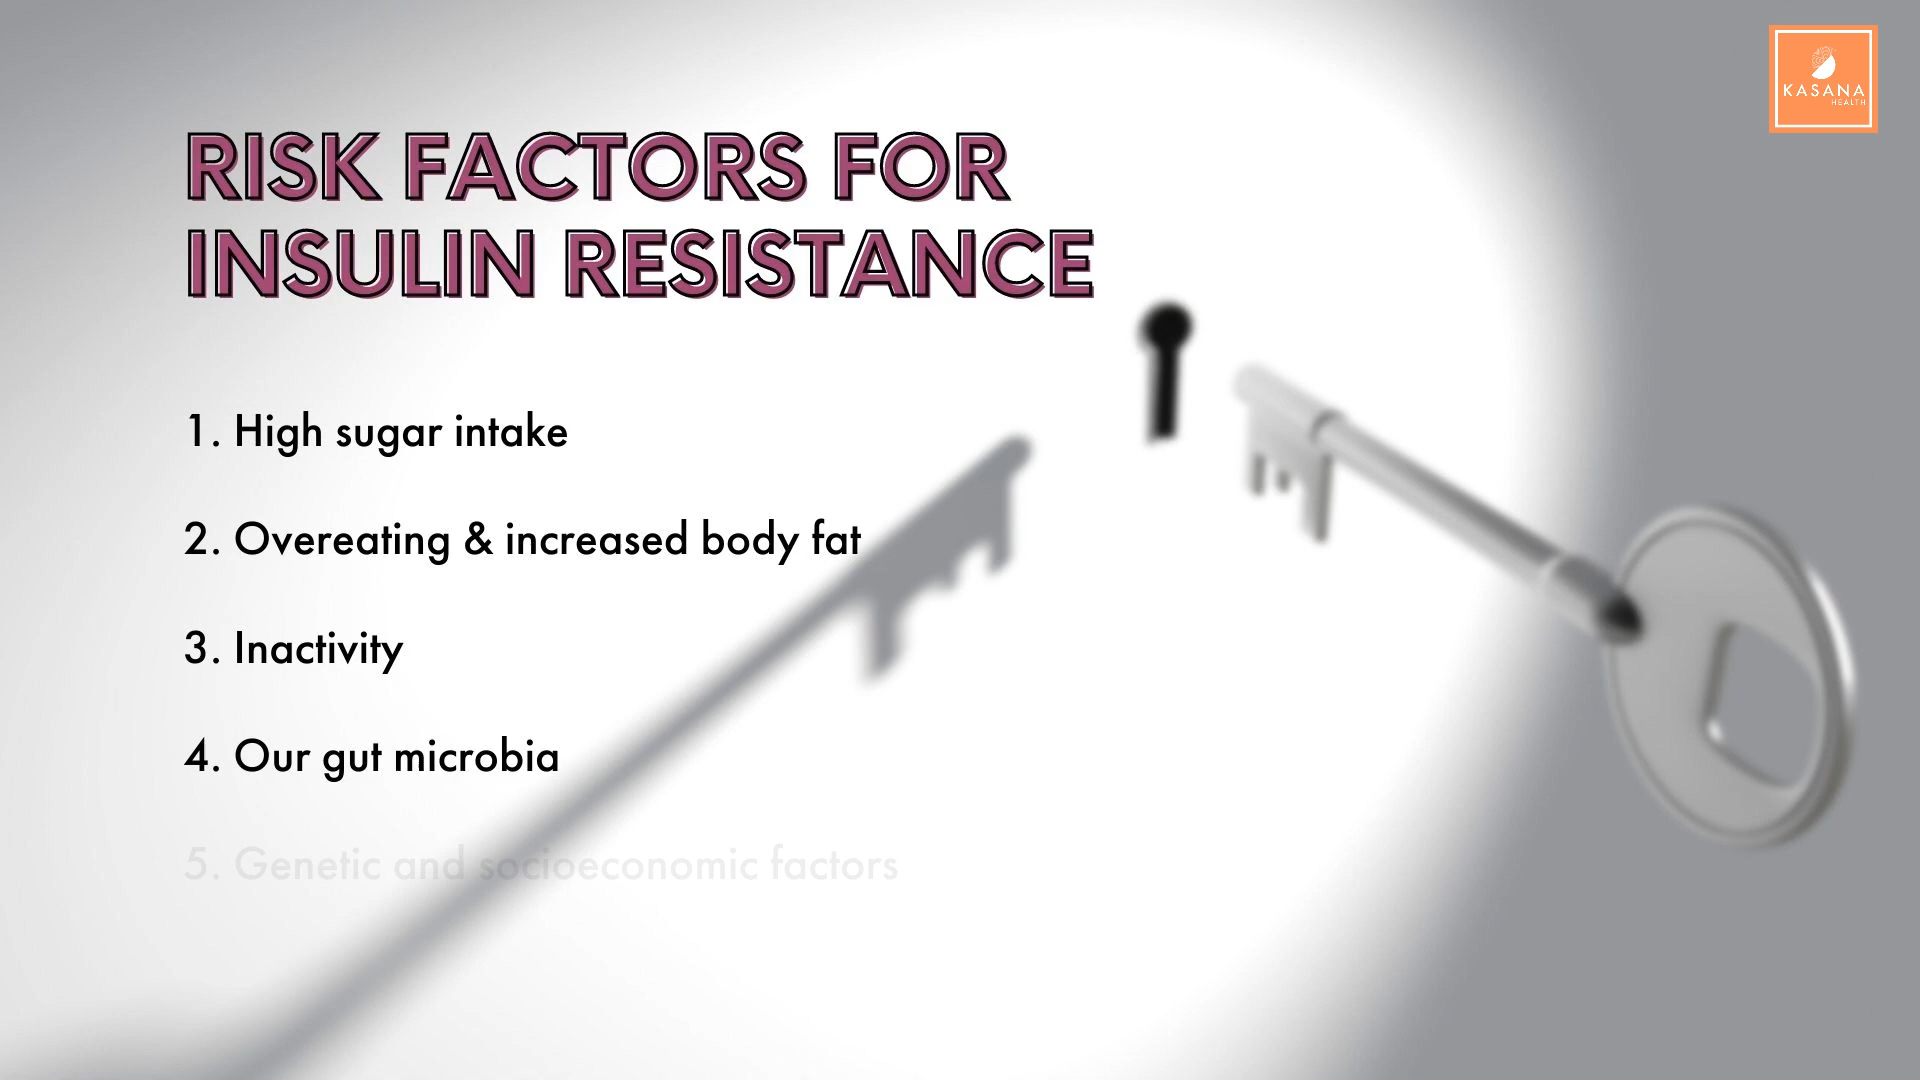 KASANA
HEALTH
RISK FACTORS FOR
INSULIN RESISTANCE
1. High sugar intake
2. Overeating & increased body fat
3. Inactivity
4. Our gut microbia
5. Genetic and socioeconomic factors